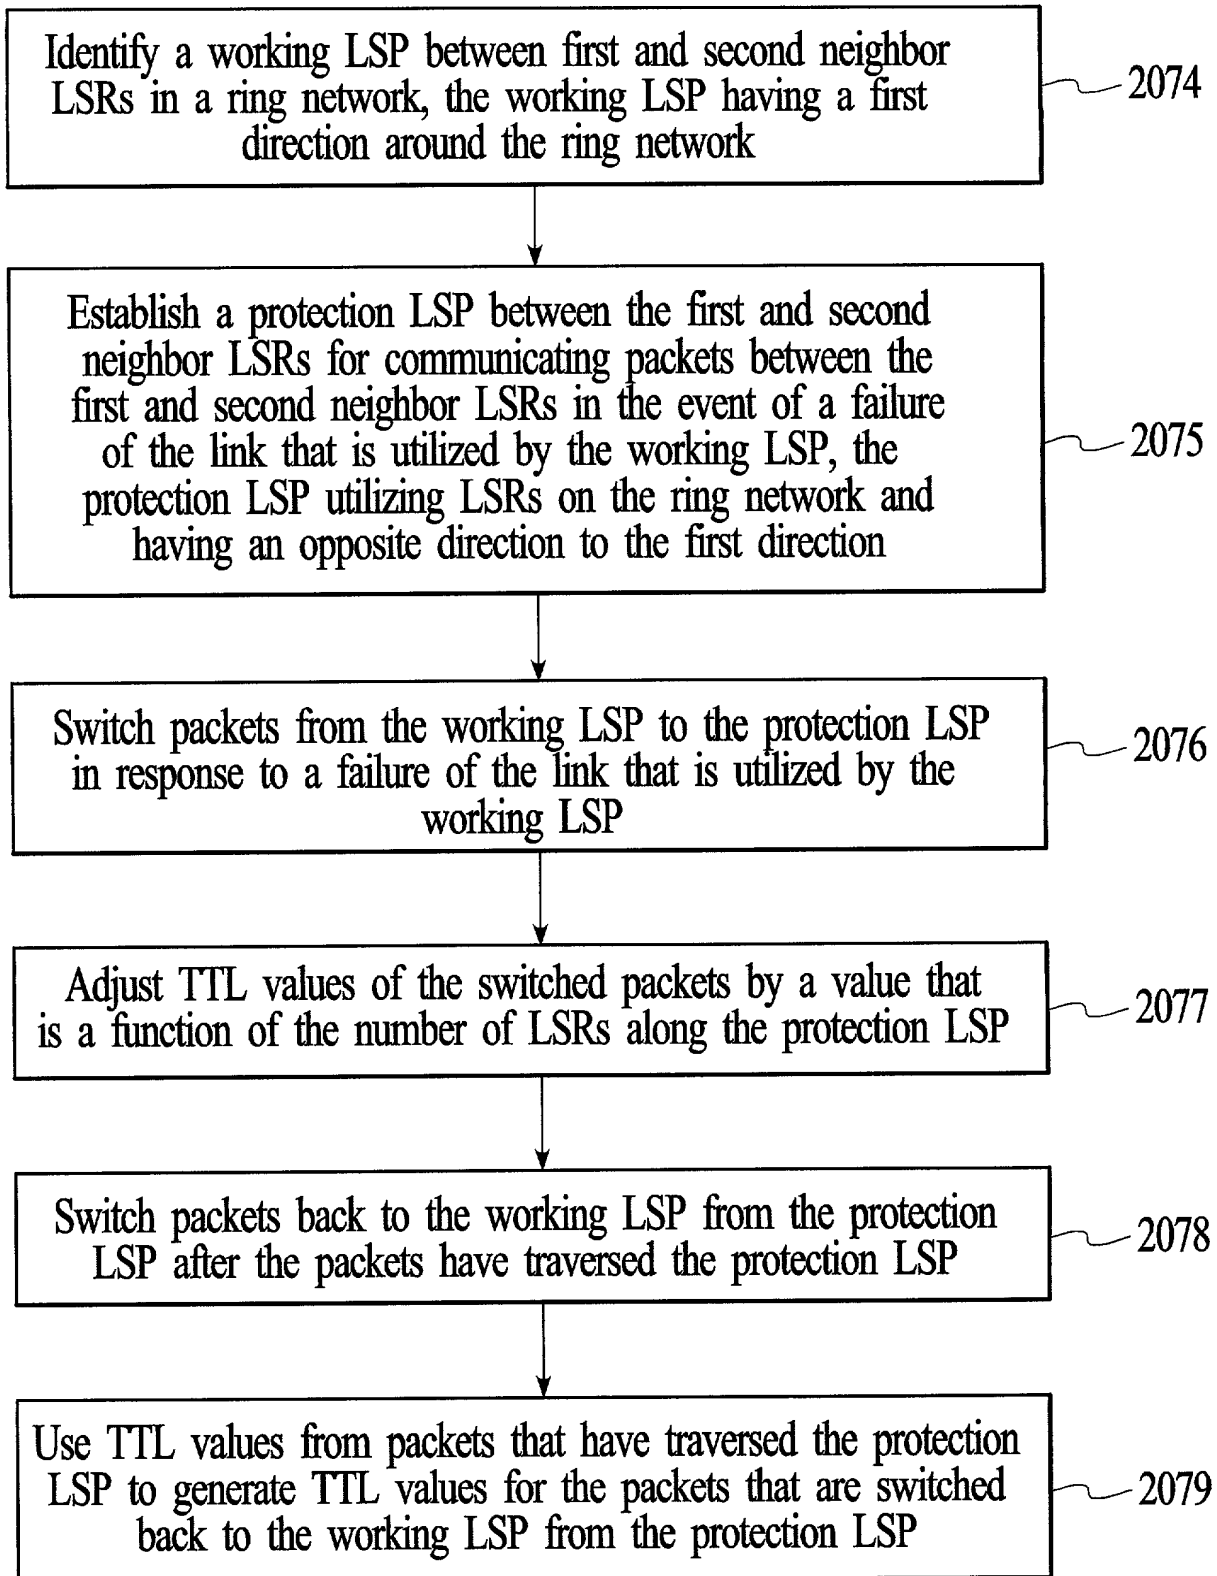 Identify a working LSP between first and second neighbor
LSRs in a ring network, the working LSP having a first
direction around the ring network
2074
Establish a protection LSP between the first and second
neighbor LSRs for communicating packets between the
first and second neighbor LSRs in the event of a failure
of the link that is utilized by the working LSP, the
protection LSP utilizing LSRs on the ring network and
having an opposite direction to the first direction
2075
Switch packets from the working LSP to the protection LSP
in response to a failure of the link that is utilized by the
working LSP
2076
Adjust TTL values of the switched packets by a value that
is a function of the number of LSRs along the protection LSP
2077
Switch packets back to the working LSP from the protection
LSP after the packets have traversed the protection LSP
2078
Use TTL values from packets that have traversed the protection
LSP to generate TTL values for the packets that are switched
back to the working LSP from the protection LSP
2079